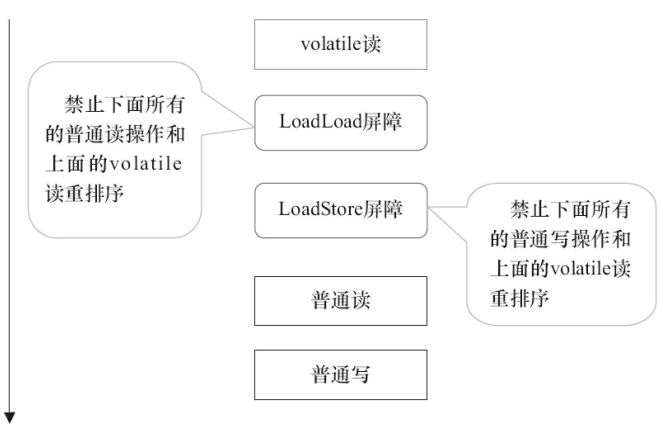 volatile读
禁止下面所有
的普通读操作和
上面的volatile
读重排序
LoadLoad屏障
LoadStore屏障
禁止下面所有
的普通写操作和
上面的volatile读
重排序
普通读
普通写